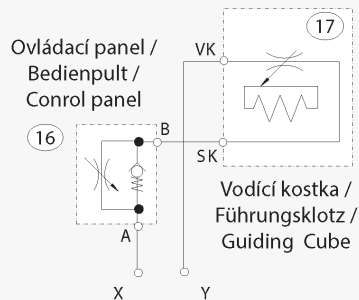 17
VK
Ovládací panel /
Bedienpult /
Conrol panel
16
B
SK
A
Vodící kostka /
Führungsklotz /
Guiding Cube
X
Y